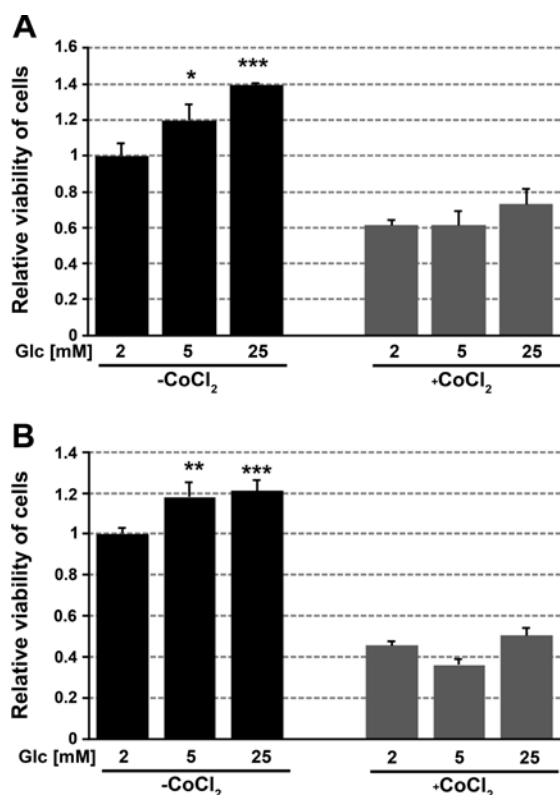 A
Relative viability of cells
1.6
1.4
1.2
1
0.8
0.6
0.4
0.2
0
* ***
Glc [mM] 2 5 25 2 5 25
-CoCl₂ +CoCl₂
B
Relative viability of cells
1.4
1.2
1
0.8
0.6
0.4
0.2
0
** ***
Glc [mM] 2 5 25 2 5 25
-CoCl₂ +CoCl₂